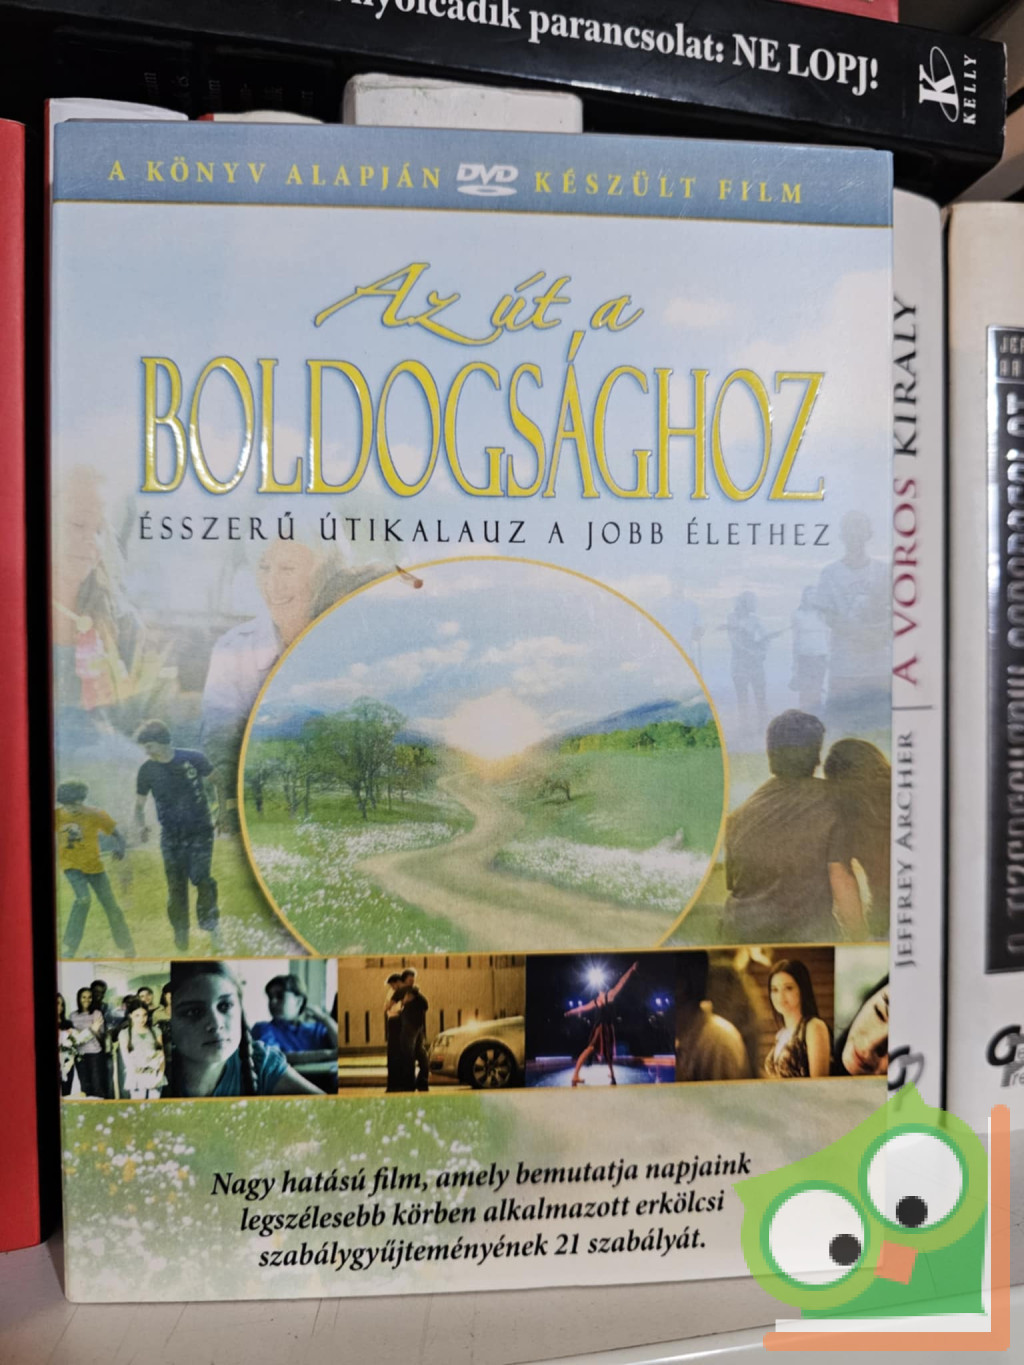 nyolcadik parancsolat: NE LOPJ!
K
KELLY
A KÖNYV ALAPJÁN DVD KÉSZÜLT FILM
Az út a
BOLDOGSÁGHOZ
ÉSSZERŰ ÚTIKALAUZ A JOBB ÉLETHEZ
Nagy hatású film, amely bemutatja napjaink
legszélesebb körben alkalmazott erkölcsi
szabálygyűjteményének 21 szabályát.
JEFFREY ARCHER A VÖRÖS KIRÁLY